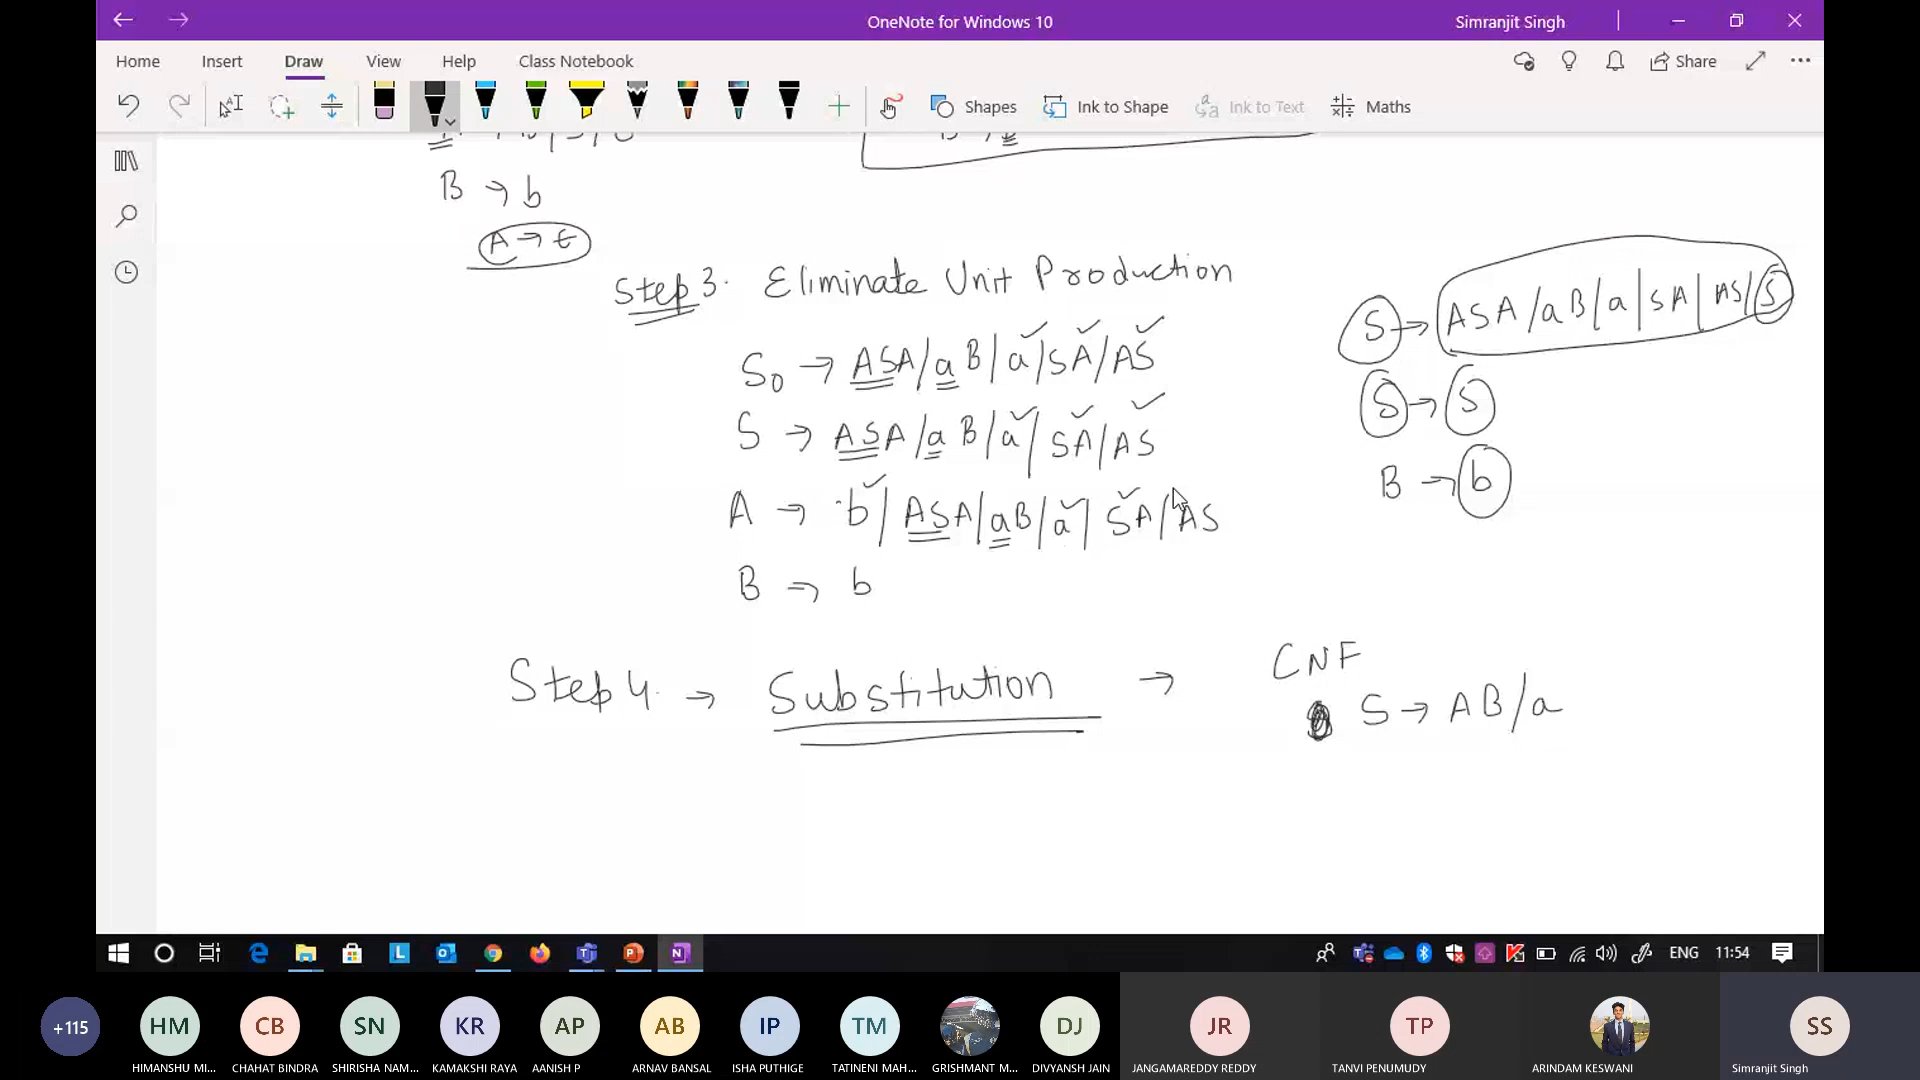 OneNote for Windows 10
Simranjit Singh
Home Insert Draw View Help Class Notebook
Share
Shapes Ink to Shape Ink to Text Maths
B → b
A → ε
Step 3. Eliminate Unit Production
S₀ → ASA/aB/a/SA/AS
S → ASA/aB/a/SA/AS
A → b/ASA/aB/a/SA/AS
B → b
S → ASA/aB/a/SA/AS/S
S → S
B → b
Step 4. → Substitution → CNF
S → AB/a
ENG 11:54
+115 HM CB SN KR AP AB IP TM DJ JR TP SS
HIMANSHU MI... CHAHAT BINDRA SHIRISHA NAM... KAMAKSHI RAYA AANISH P ARNAV BANSAL ISHA PUTHIGE TATINENI MAH... GRISHMANT M... DIVYANSH JAIN JANGAMAREDDY REDDY TANVI PENUMUDY ARINDAM KESWANI Simranjit Singh